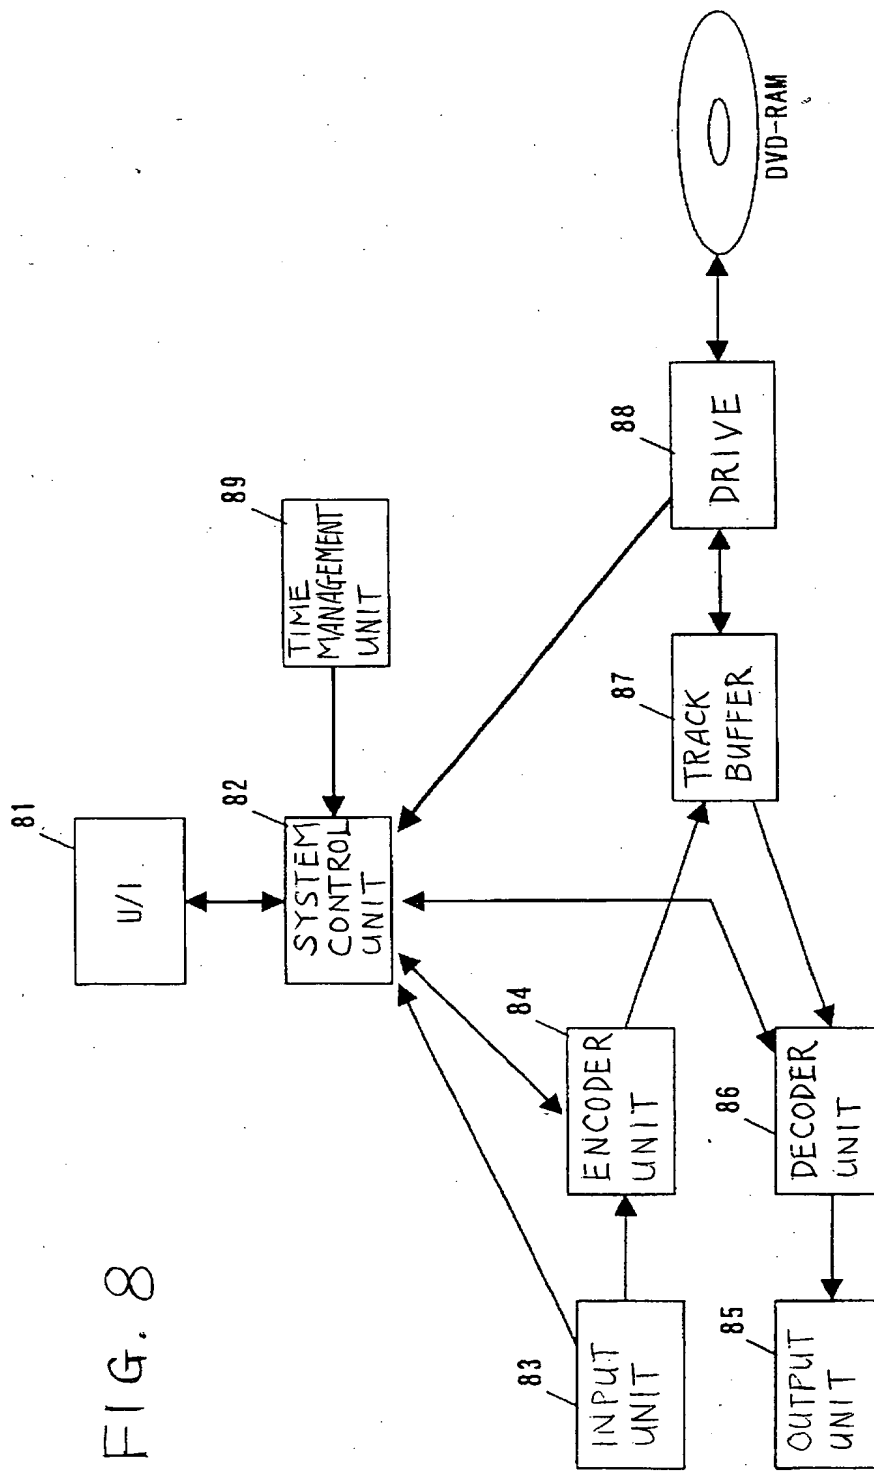 FIG. 8
81
U/I
82
SYSTEM
CONTROL
UNIT
89
TIME
MANAGEMENT
UNIT
83
INPUT
UNIT
84
ENCODER
UNIT
85
OUTPUT
UNIT
86
DECODER
UNIT
87
TRACK
BUFFER
88
DRIVE
DVD-RAM